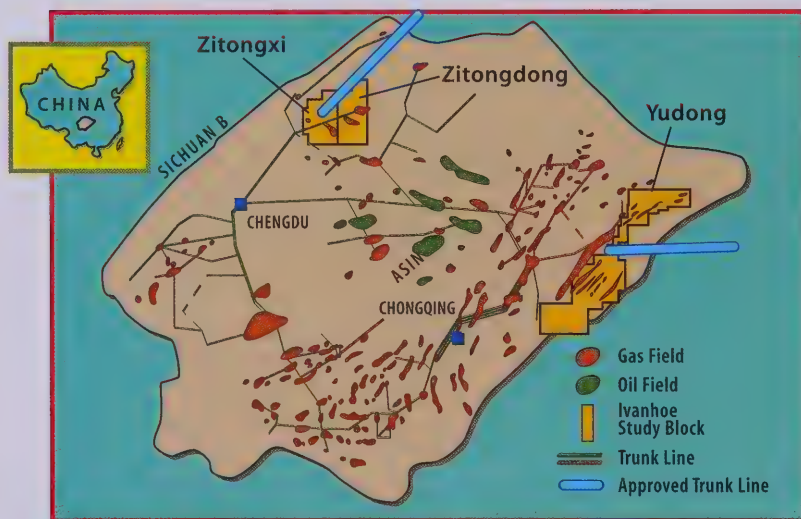 Zitongxi
Zitongdong
CHINA
Yudong
SICHUAN B
CHENGDU
ASIN
CHONGQING
Gas Field
Oil Field
Ivanhoe
Study Block
Trunk Line
Approved Trunk Line